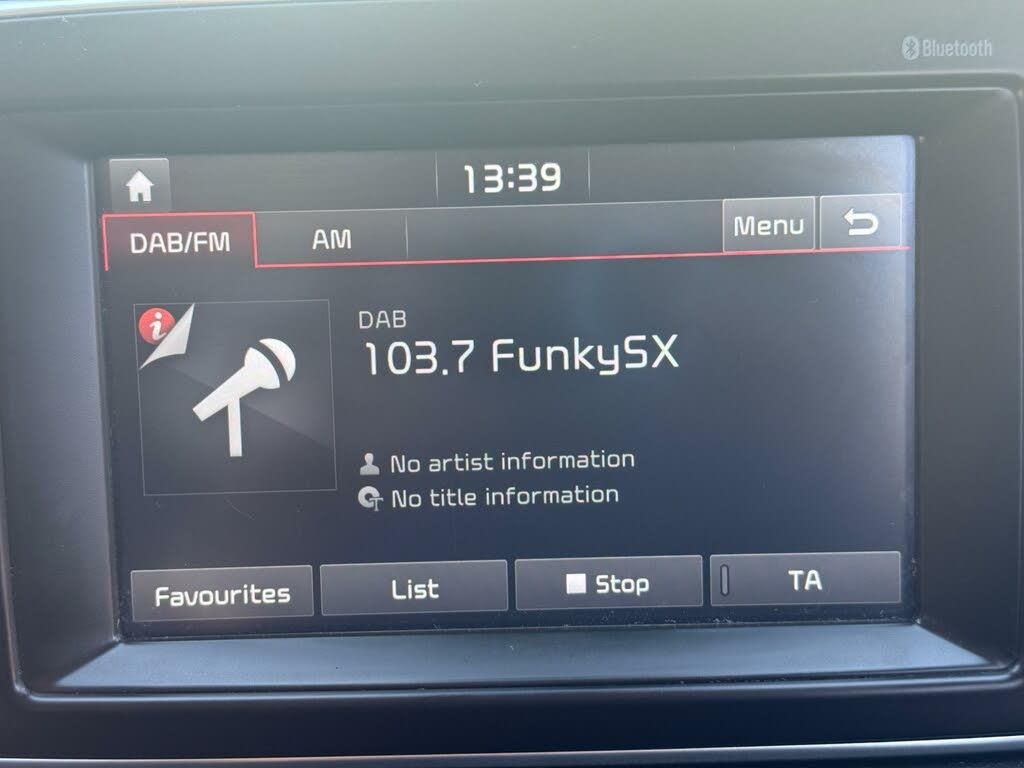 Bluetooth
13:39
DAB/FM AM Menu
DAB
103.7 FunkySX
No artist information
No title information
Favourites List Stop TA